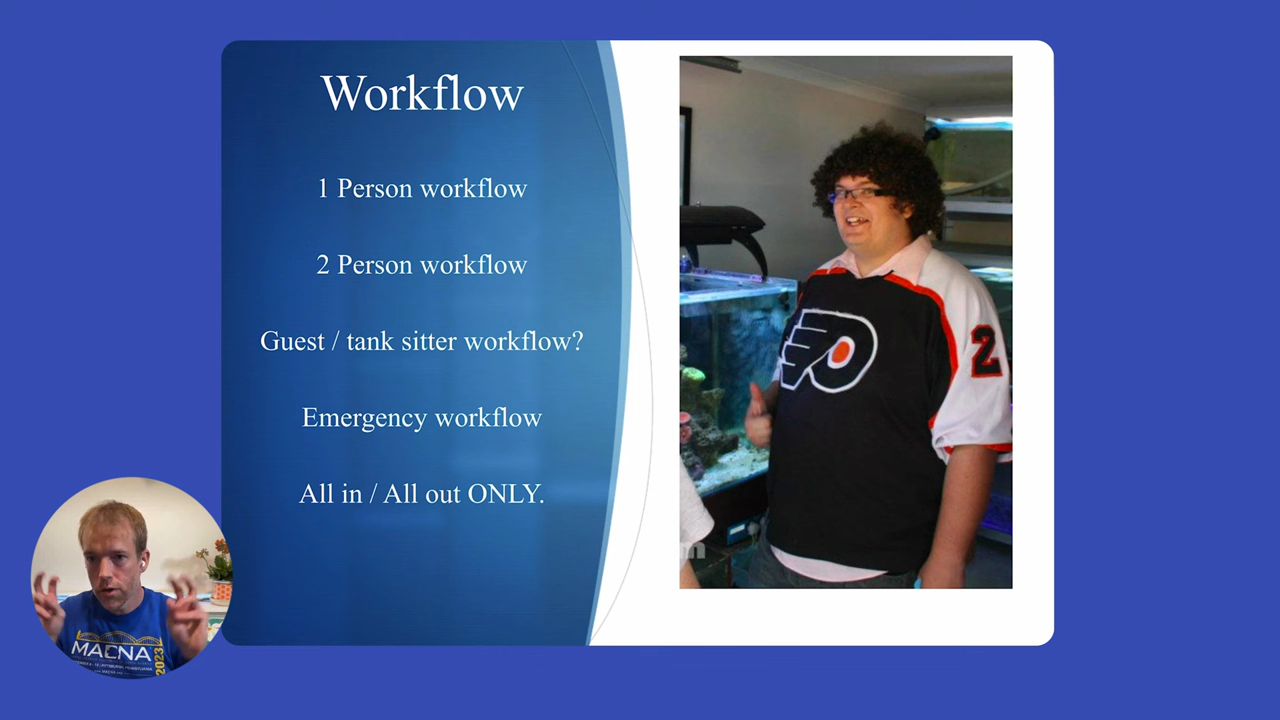 Workflow
1 Person workflow
2 Person workflow
Guest / tank sitter workflow?
Emergency workflow
All in / All out ONLY.
2
MACNA
2023